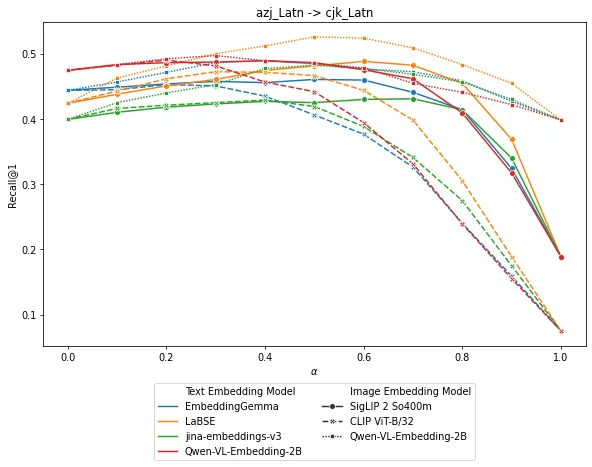 azj_Latn -> cjk_Latn
Recall@1
0.5
0.4
0.3
0.2
0.1
0.0
0.2
0.4
0.6
0.8
1.0
α
Text Embedding Model
EmbeddingGemma
LaBSE
jina-embeddings-v3
Qwen-VL-Embedding-2B
Image Embedding Model
SigLIP 2 So400m
CLIP ViT-B/32
Qwen-VL-Embedding-2B